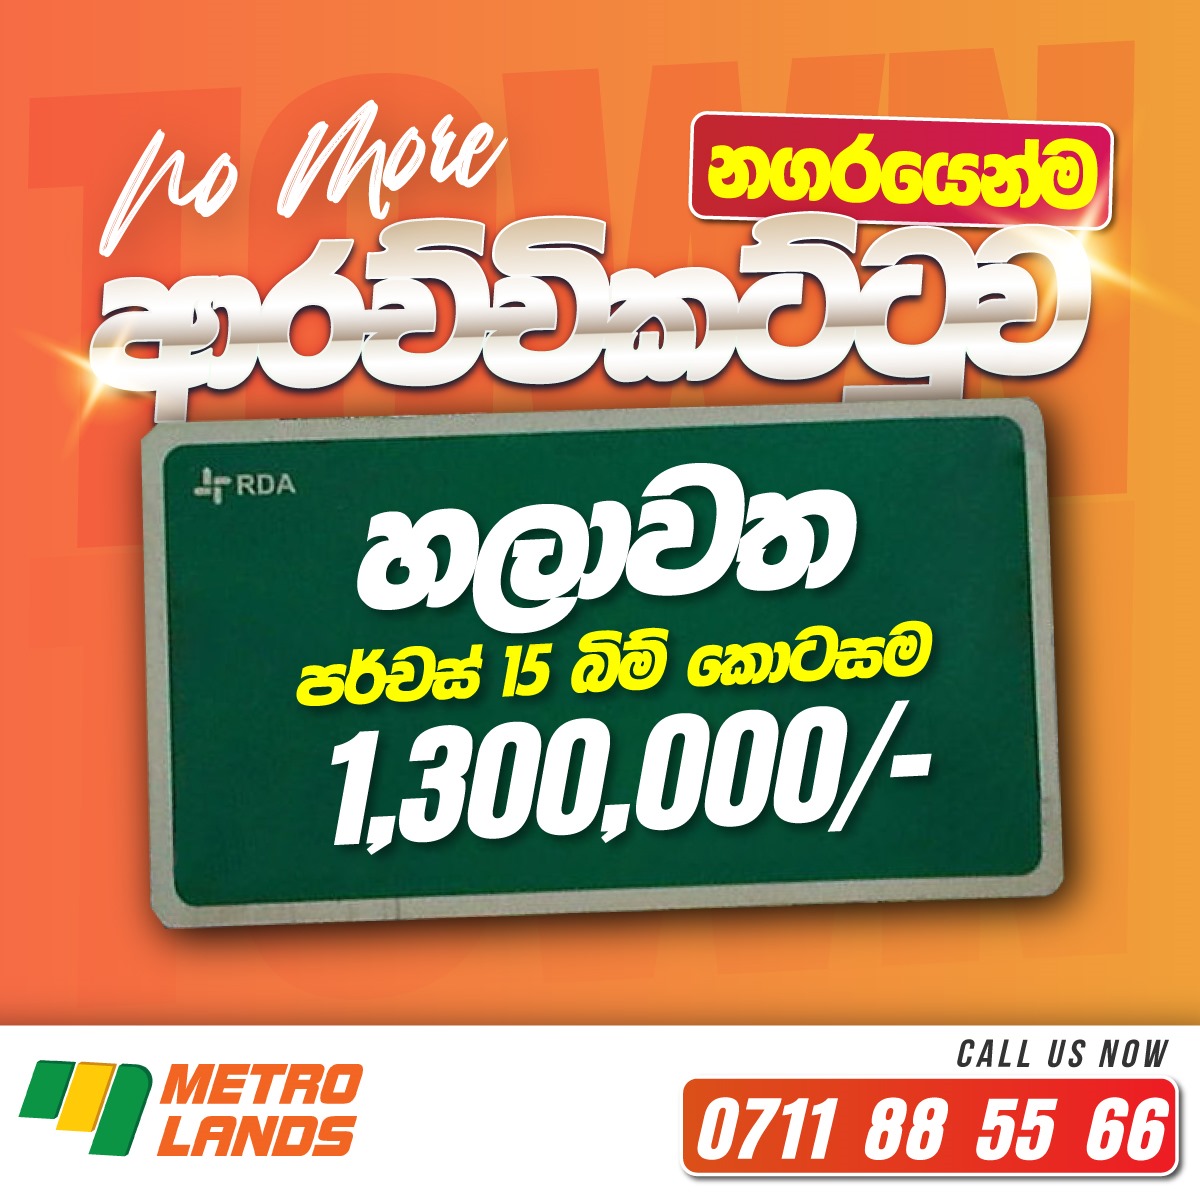 TOWN
No More
නගරයෙන්ම
ආරච්චිකට්ටුව
RDA
හලාවත
පර්චස් 15 බිම් කොටසම
1,300,000/-
METRO
LANDS
CALL US NOW
0711 88 55 66